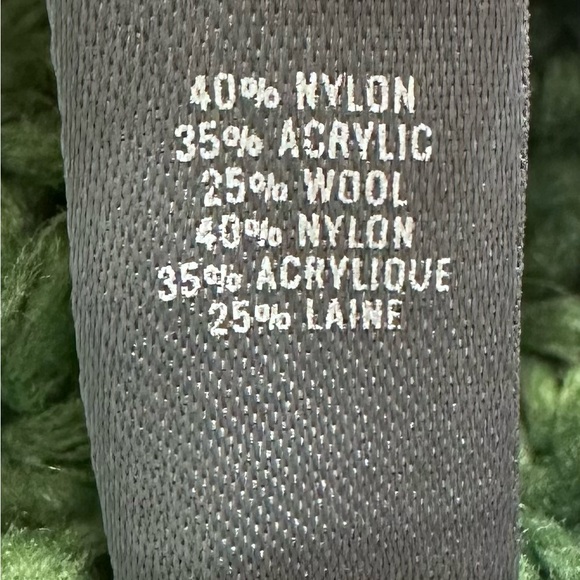 40% NYLON
35% ACRYLIC
25% WOOL
40% NYLON
35% ACRYLIQUE
25% LAINE